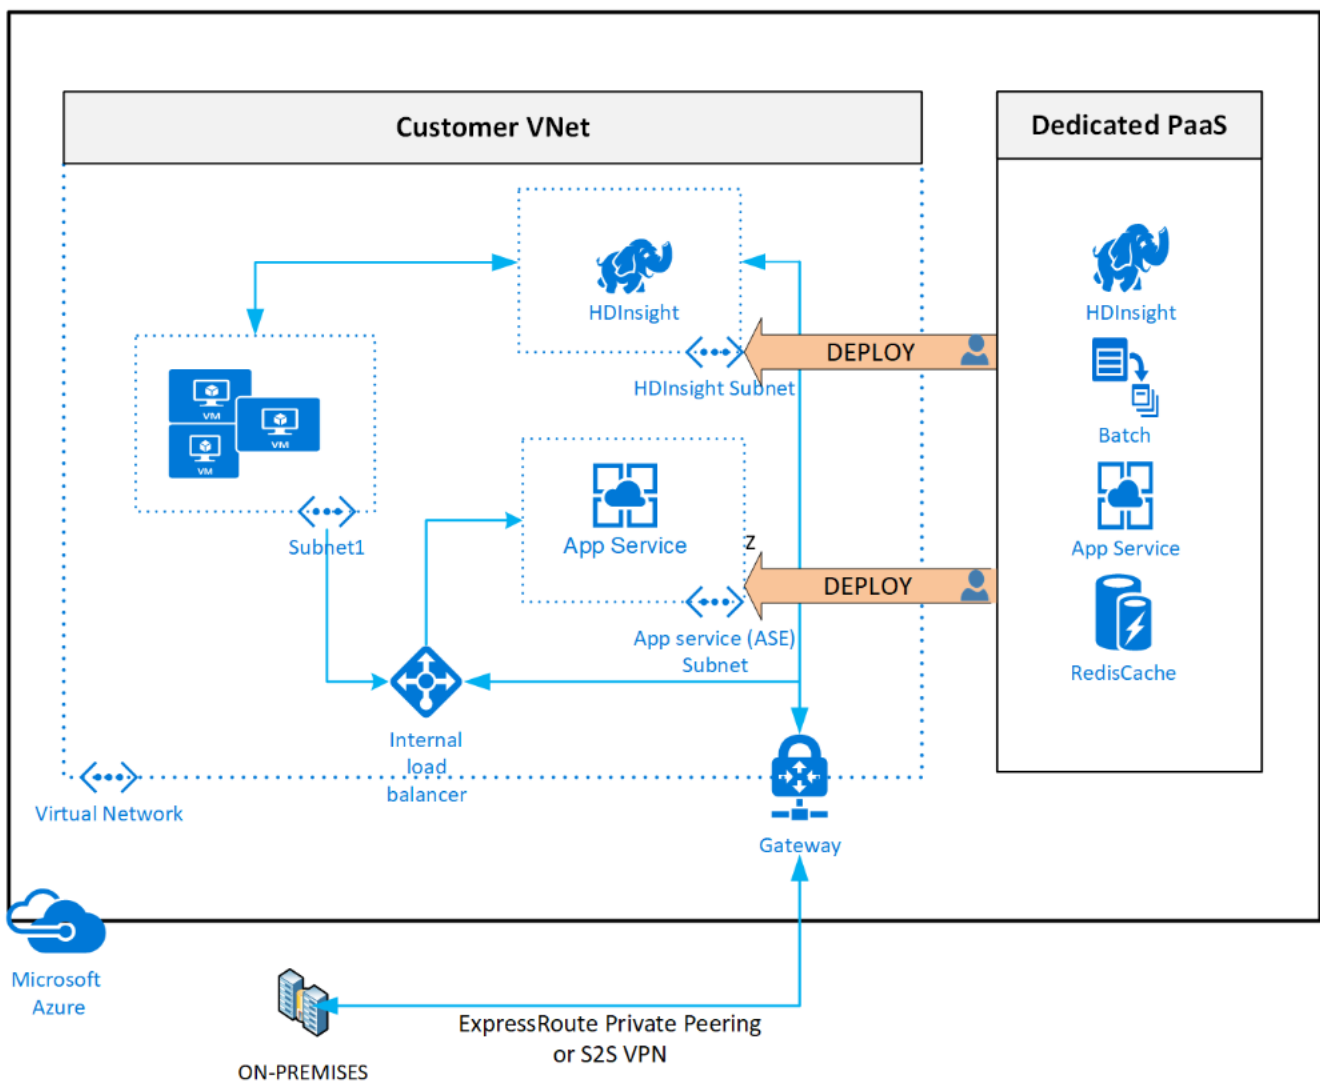 Customer VNet
Dedicated PaaS
HDInsight
HDInsight Subnet
DEPLOY
VM
VM
VM
Subnet1
App Service
z
DEPLOY
App service (ASE)
Subnet
Internal
load
balancer
Virtual Network
Gateway
HDInsight
Batch
App Service
RedisCache
Microsoft
Azure
ExpressRoute Private Peering
or S2S VPN
ON-PREMISES